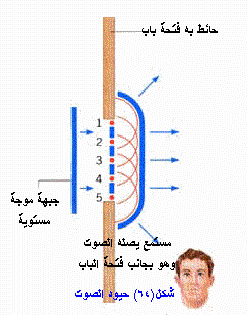 حائط به فتحة باب
1
2
3
4
5
جبهة موجة
مستوية
مستمع يصله الصوت
وهو بجانب فتحة الباب
شكل(٦٤) حيود الصوت